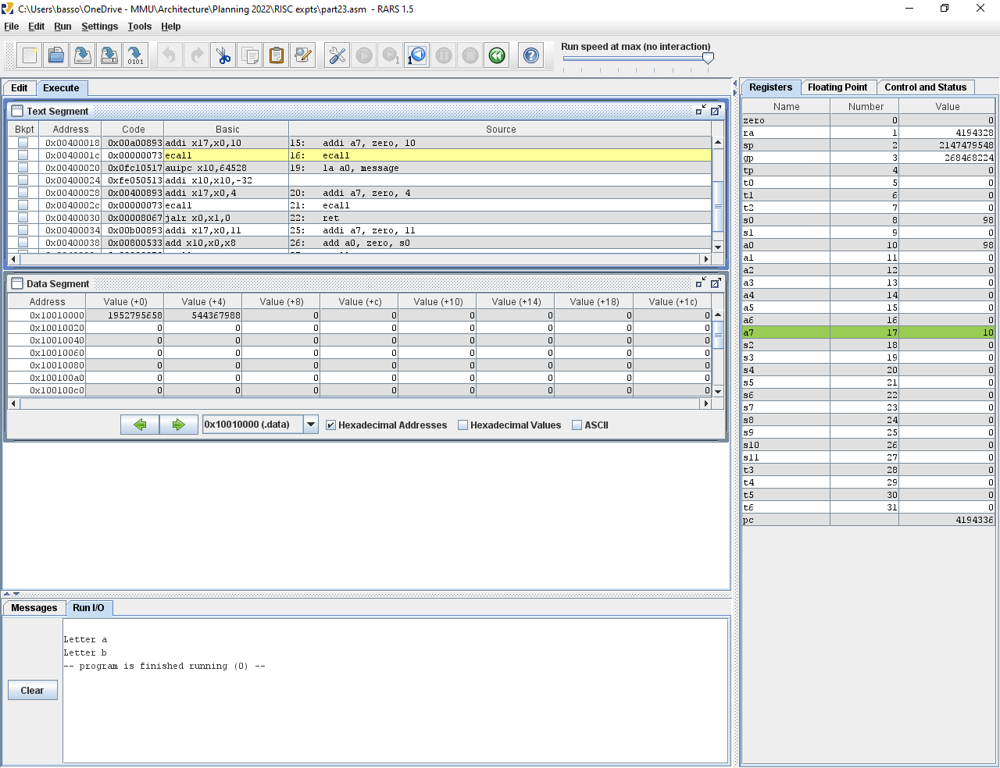 C:\Users\basso\OneDrive - MMU\Architecture\Planning 2022\RISC expts\part23.asm - RARS 1.5
File Edit Run Settings Tools Help
Run speed at max (no interaction)
Edit Execute
Text Segment
Bkpt Address Code Basic Source
0x00400018 0x00a00893 addi x17,x0,10 15: addi a7, zero, 10
0x0040001c 0x00000073 ecall 16: ecall
0x00400020 0x0fc10517 auipc x10,64528 19: la a0, message
0x00400024 0xfe050513 addi x10,x10,-32
0x00400028 0x00400893 addi x17,x0,4 20: addi a7, zero, 4
0x0040002c 0x00000073 ecall 21: ecall
0x00400030 0x00008067 jalr x0,x1,0 22: ret
0x00400034 0x00b00893 addi x17,x0,11 25: addi a7, zero, 11
0x00400038 0x00800533 add x10,x0,x8 26: add a0, zero, s0
Data Segment
Address Value (+0) Value (+4) Value (+8) Value (+c) Value (+10) Value (+14) Value (+18) Value (+1c)
0x10010000 1952795658 544367988 0 0 0 0 0 0
0x10010020 0 0 0 0 0 0 0 0
0x10010040 0 0 0 0 0 0 0 0
0x10010060 0 0 0 0 0 0 0 0
0x10010080 0 0 0 0 0 0 0 0
0x100100a0 0 0 0 0 0 0 0 0
0x100100c0 0 0 0 0 0 0 0 0
0x10010000 (.data) Hexadecimal Addresses Hexadecimal Values ASCII
Messages Run I/O
Letter a
Letter b
-- program is finished running (0) --
Clear
Registers Floating Point Control and Status
Name Number Value
zero 0 0
ra 1 4194328
sp 2 2147479548
gp 3 268468224
tp 4 0
t0 5 0
t1 6 0
t2 7 0
s0 8 98
s1 9 0
a0 10 98
a1 11 0
a2 12 0
a3 13 0
a4 14 0
a5 15 0
a6 16 0
a7 17 10
s2 18 0
s3 19 0
s4 20 0
s5 21 0
s6 22 0
s7 23 0
s8 24 0
s9 25 0
s10 26 0
s11 27 0
t3 28 0
t4 29 0
t5 30 0
t6 31 0
pc 4194336